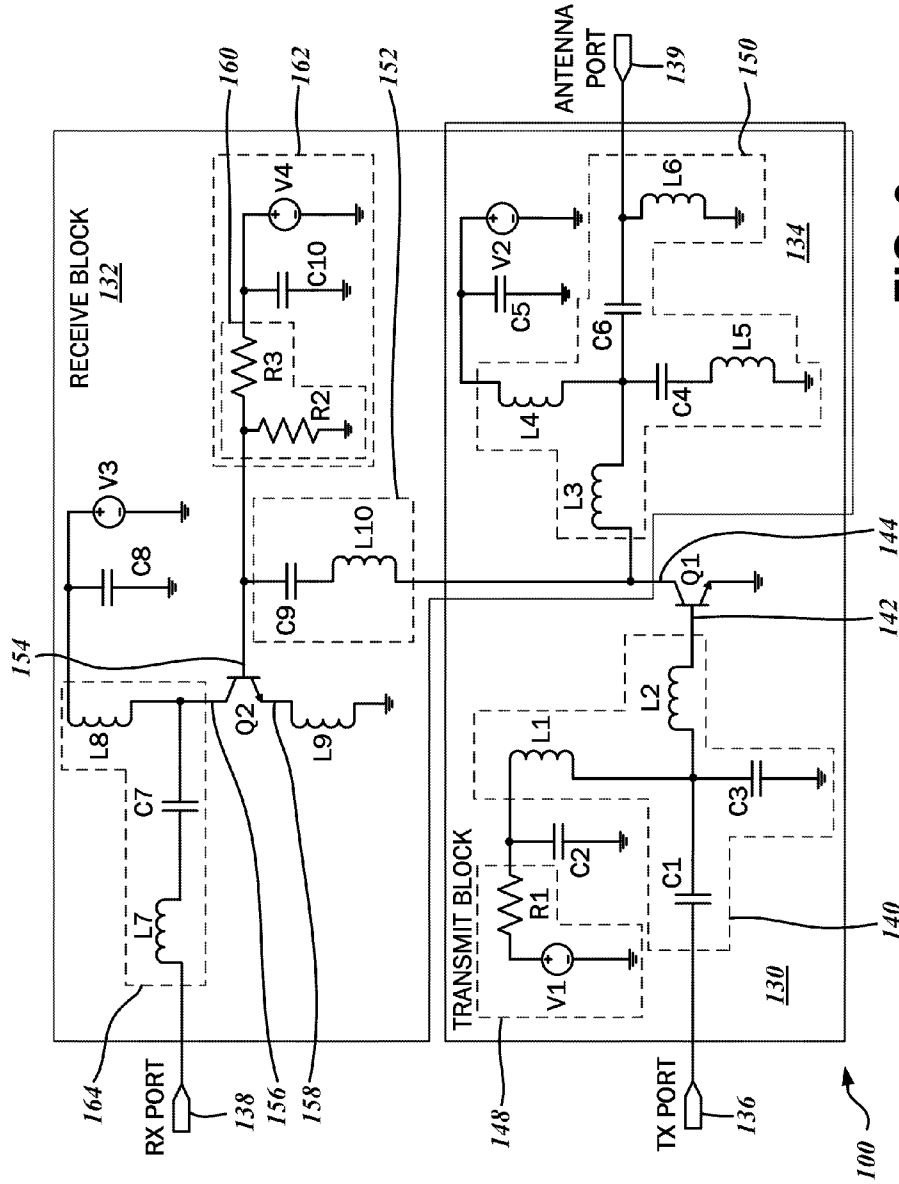 RECEIVE BLOCK
132
160
162
152
154
V3
C8
L8
C7
L7
Q2
L9
R3
R2
C10
V4
C9
L10
164
RX PORT
138
156
158
ANTENNA
PORT
139
150
V2
C5
L4
C6
L6
134
C4
L5
L3
144
Q1
142
TRANSMIT BLOCK
L2
L1
C3
C2
R1
V1
C1
148
140
130
TX PORT
136
100